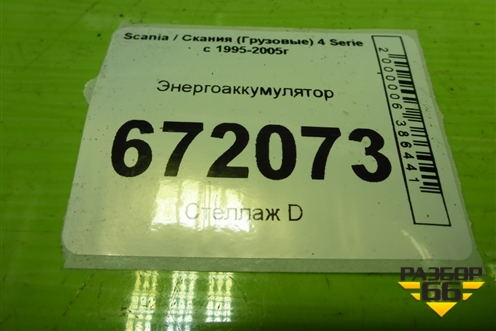 Scania / Скания (Грузовые) 4 Serie
с 1995-2005г
Энергоаккумулятор
672073
Стеллаж D
2000006386441
РАЗБОР
66